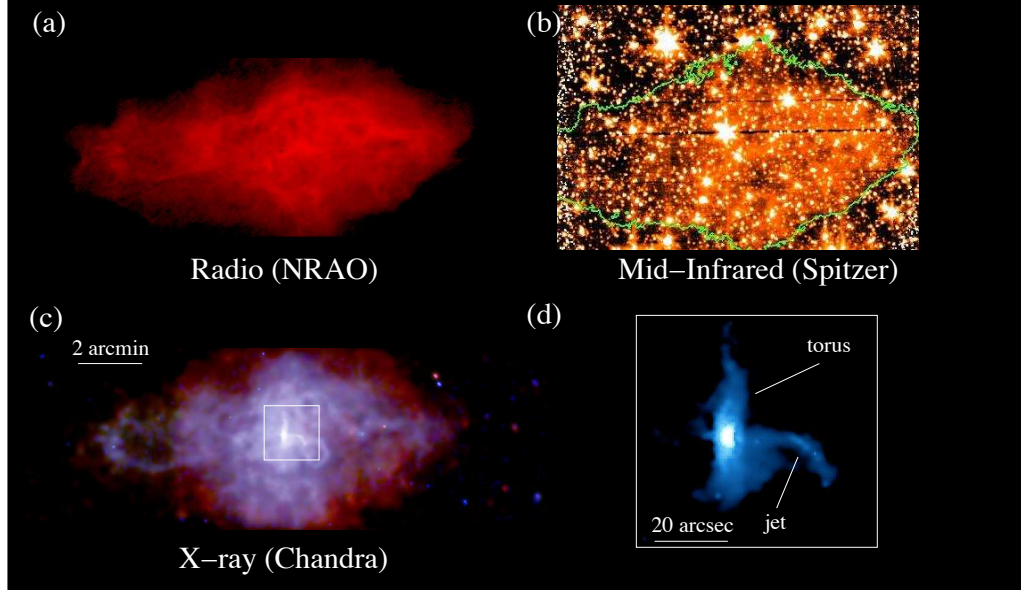 (a)
(b)
Radio (NRAO)
Mid−Infrared (Spitzer)
(c)
2 arcmin
X−ray (Chandra)
(d)
torus
20 arcsec
jet